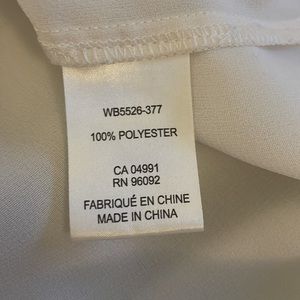 WB5526-377
100% POLYESTER
CA 04991
RN 96092
FABRIQUÉ EN CHINE
MADE IN CHINA